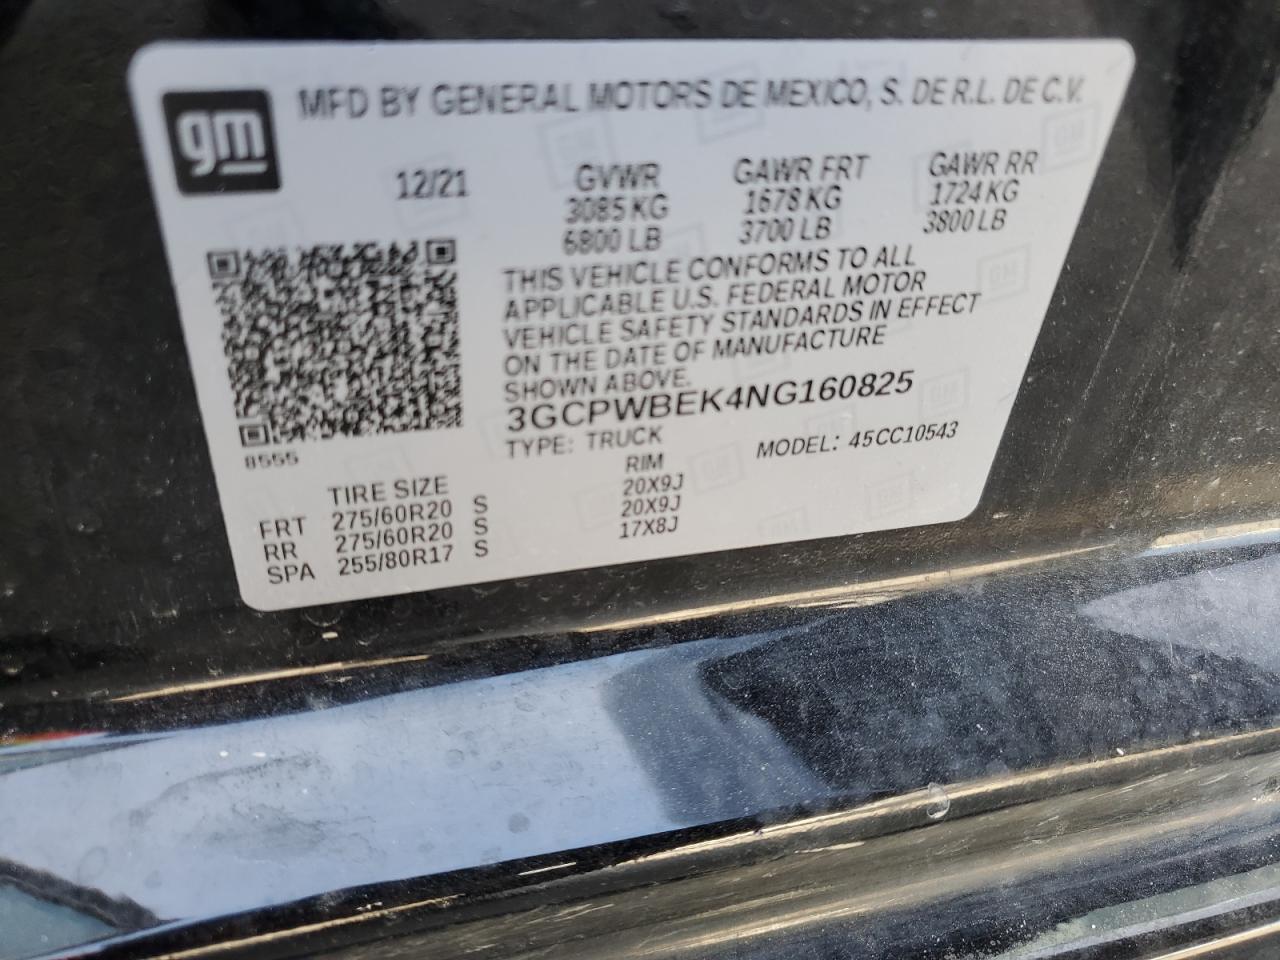 gm
MFD BY GENERAL MOTORS DE MEXICO, S. DE R.L. DE C.V.
12/21 GVWR GAWR FRT GAWR RR
3085 KG 1678 KG 1724 KG
6800 LB 3700 LB 3800 LB
THIS VEHICLE CONFORMS TO ALL
APPLICABLE U.S. FEDERAL MOTOR
VEHICLE SAFETY STANDARDS IN EFFECT
ON THE DATE OF MANUFACTURE
SHOWN ABOVE.
3GCPWBEK4NG160825
8555
TYPE: TRUCK MODEL: 45CC10543
TIRE SIZE RIM
FRT 275/60R20 S 20X9J
RR 275/60R20 S 20X9J
SPA 255/80R17 S 17X8J